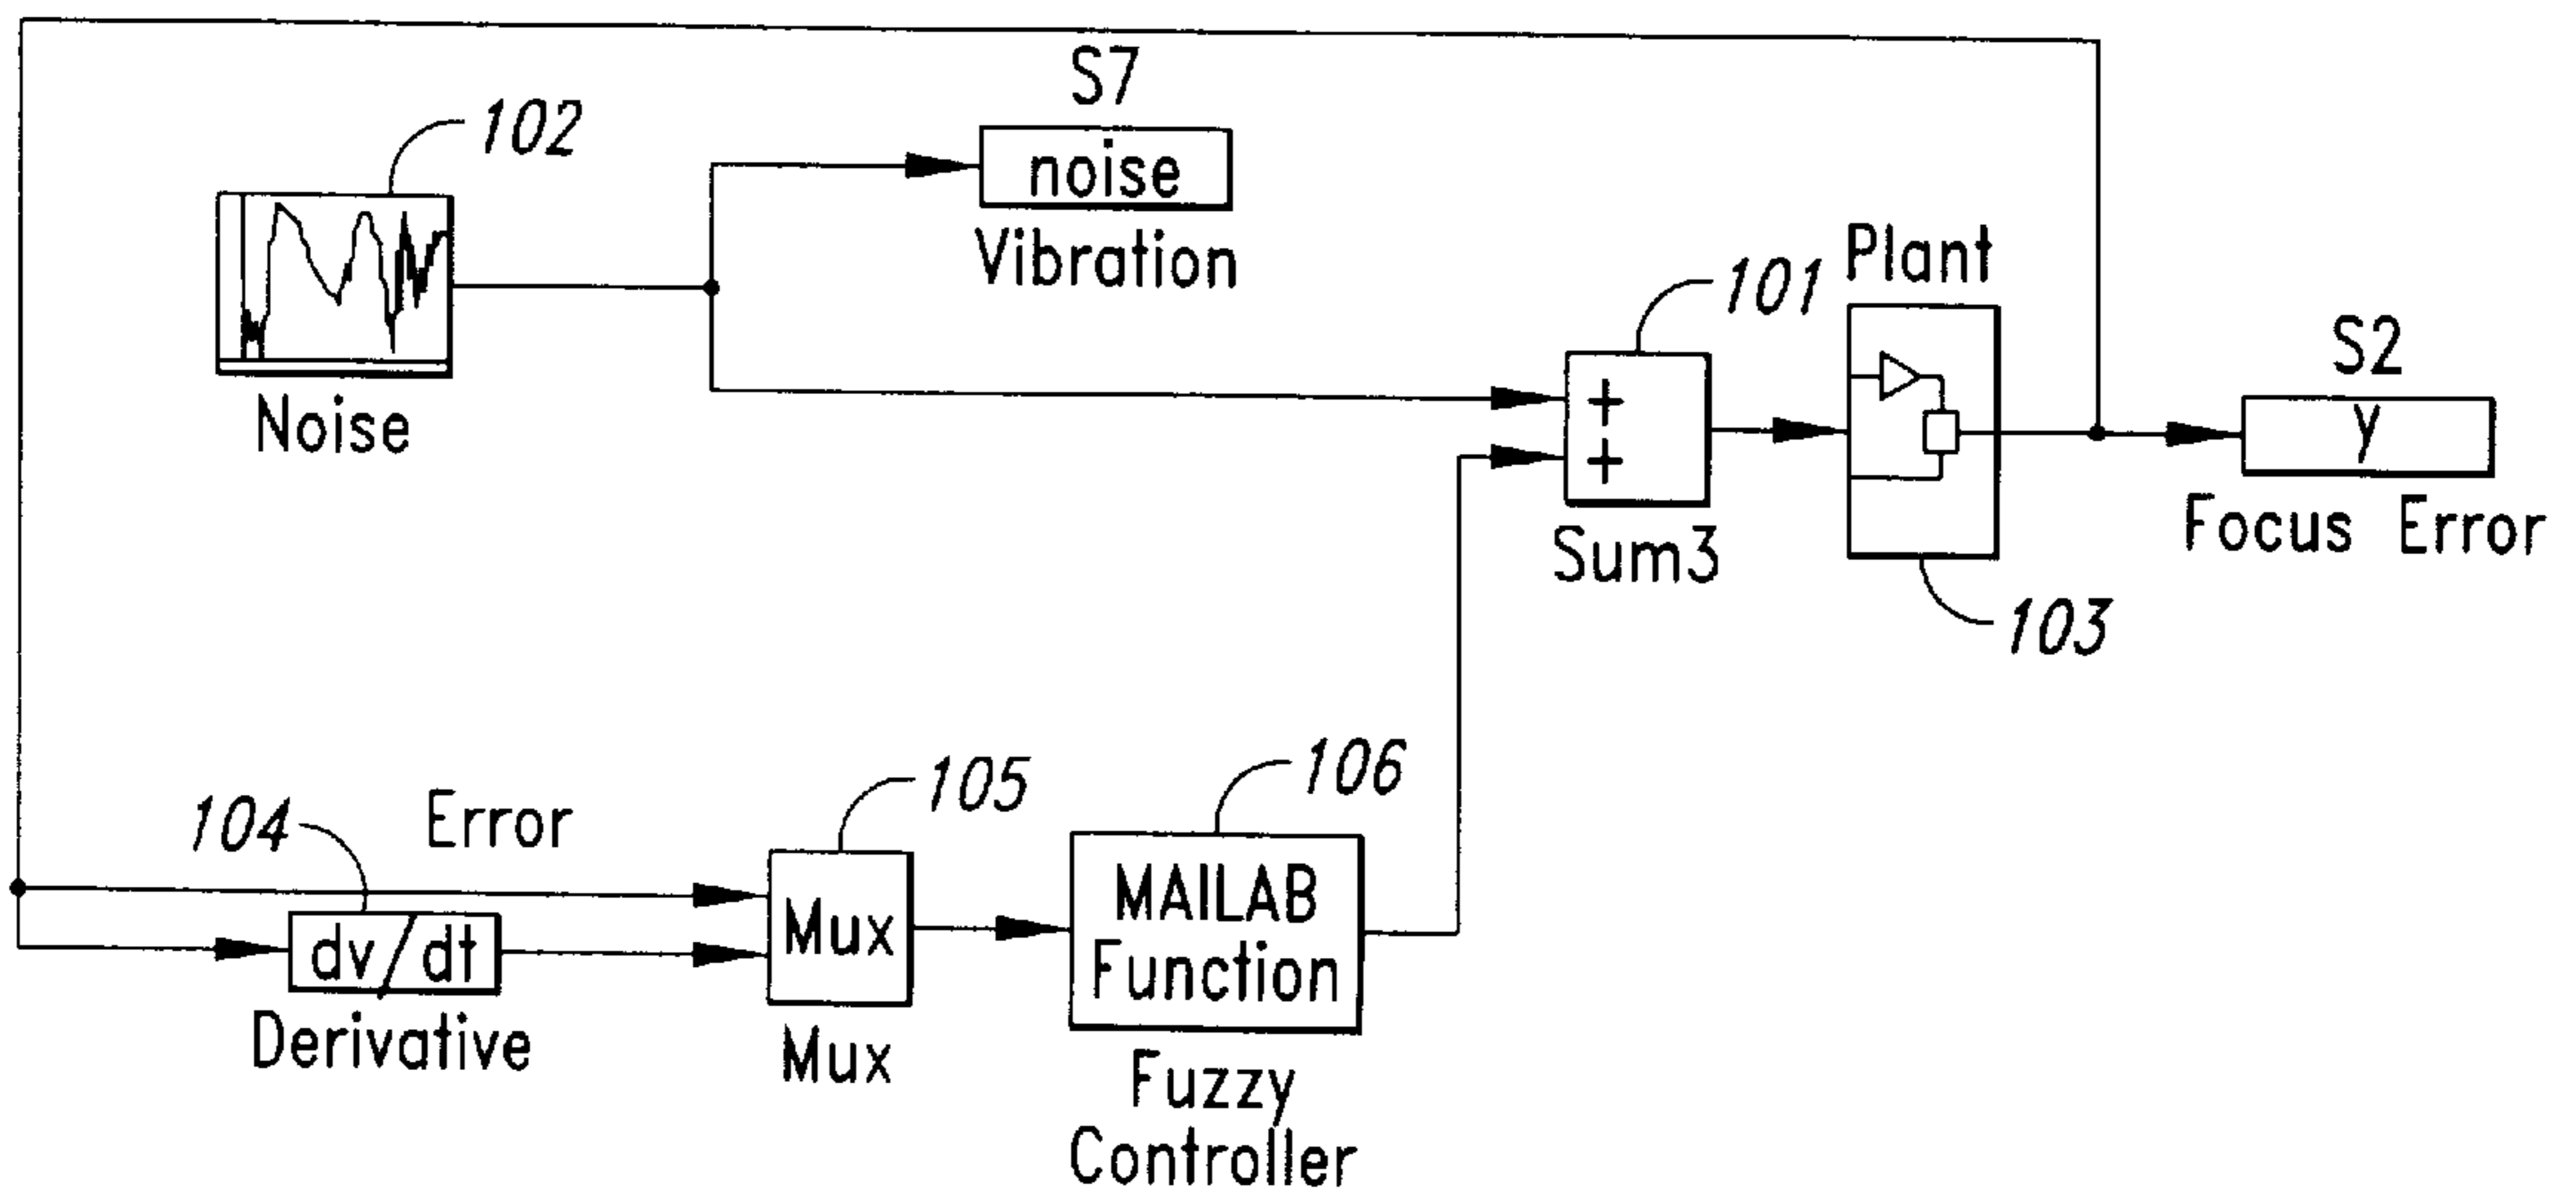 S7
102
noise
Vibration
Noise
Plant
101
S2
+
+
y
Sum3
Focus Error
103
Error
104
105
106
dv/dt
Mux
MAILAB
Function
Derivative
Mux
Fuzzy
Controller